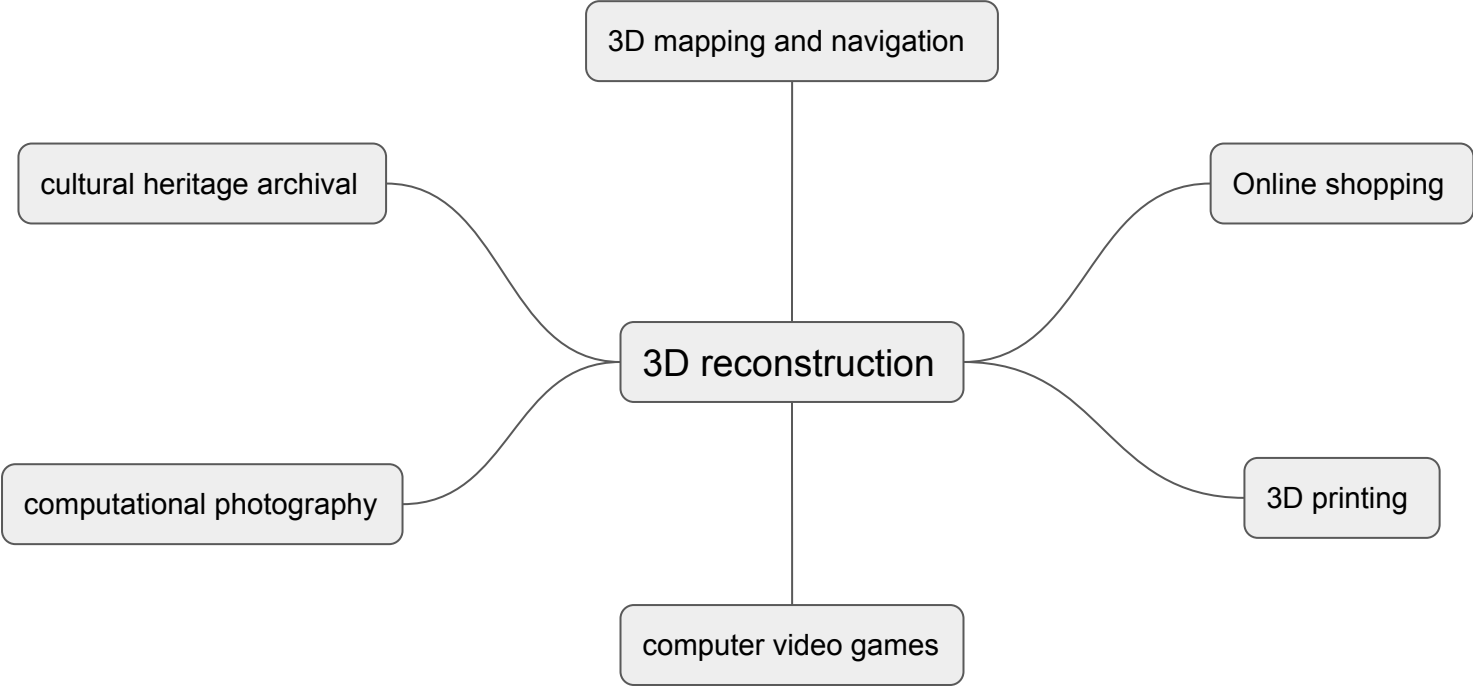 3D mapping and navigation
cultural heritage archival
Online shopping
3D reconstruction
computational photography
3D printing
computer video games